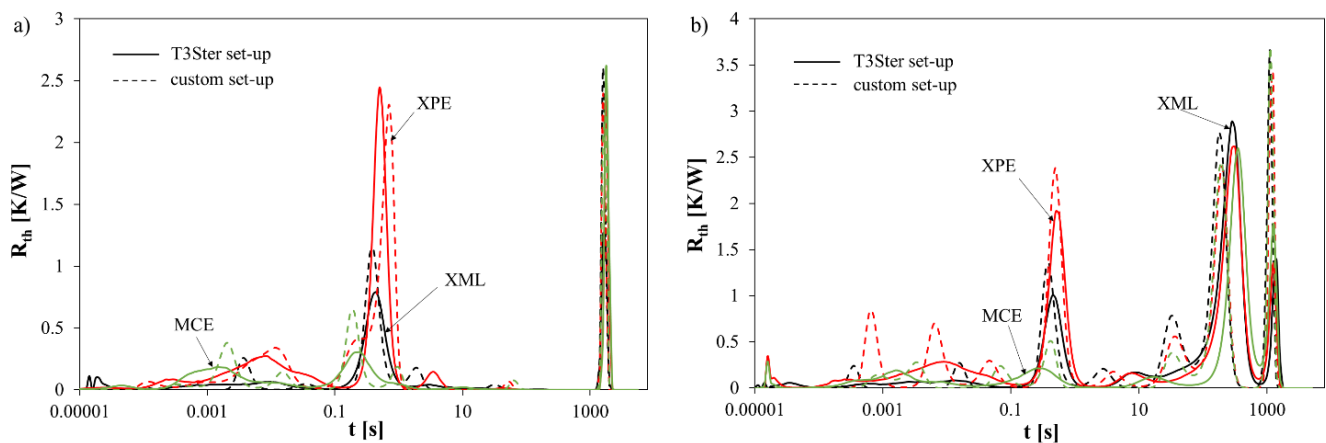 a)
3
2.5
2
1.5
1
0.5
0
R_th [K/W]
T3Ster set-up
custom set-up
XPE
XML
MCE
0.00001
0.001
0.1
10
1000
t [s]
b)
4
3.5
3
2.5
2
1.5
1
0.5
0
R_th [K/W]
T3Ster set-up
custom set-up
XML
XPE
MCE
0.00001
0.001
0.1
10
1000
t [s]